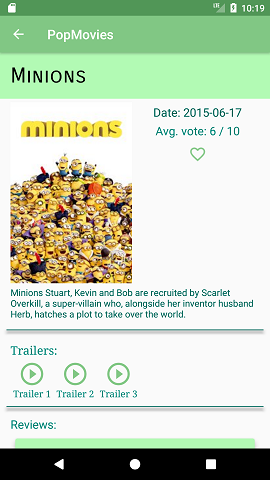 LTE 10:19
PopMovies
Minions
Date: 2015-06-17
Avg. vote: 6 / 10
minions
Minions Stuart, Kevin and Bob are recruited by Scarlet
Overkill, a super-villain who, alongside her inventor husband
Herb, hatches a plot to take over the world.
Trailers:
Trailer 1 Trailer 2 Trailer 3
Reviews: